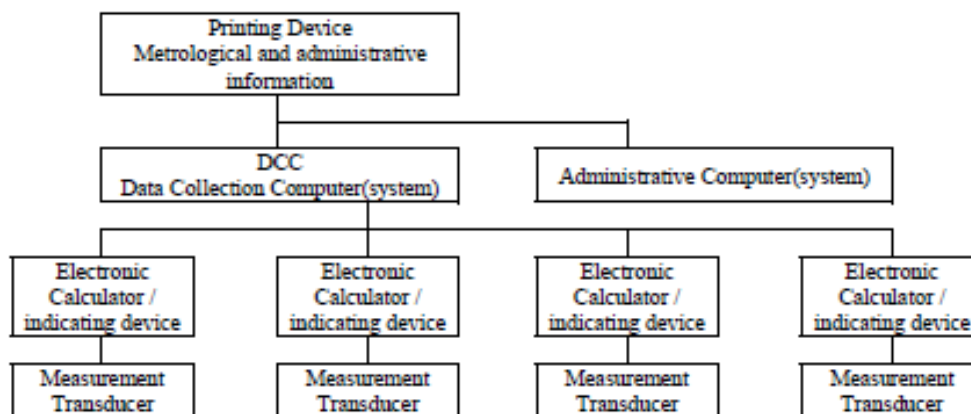 Printing Device
Metrological and administrative
information
DCC
Data Collection Computer(system)
Administrative Computer(system)
Electronic
Calculator /
indicating device
Electronic
Calculator /
indicating device
Electronic
Calculator /
indicating device
Electronic
Calculator /
indicating device
Measurement
Transducer
Measurement
Transducer
Measurement
Transducer
Measurement
Transducer